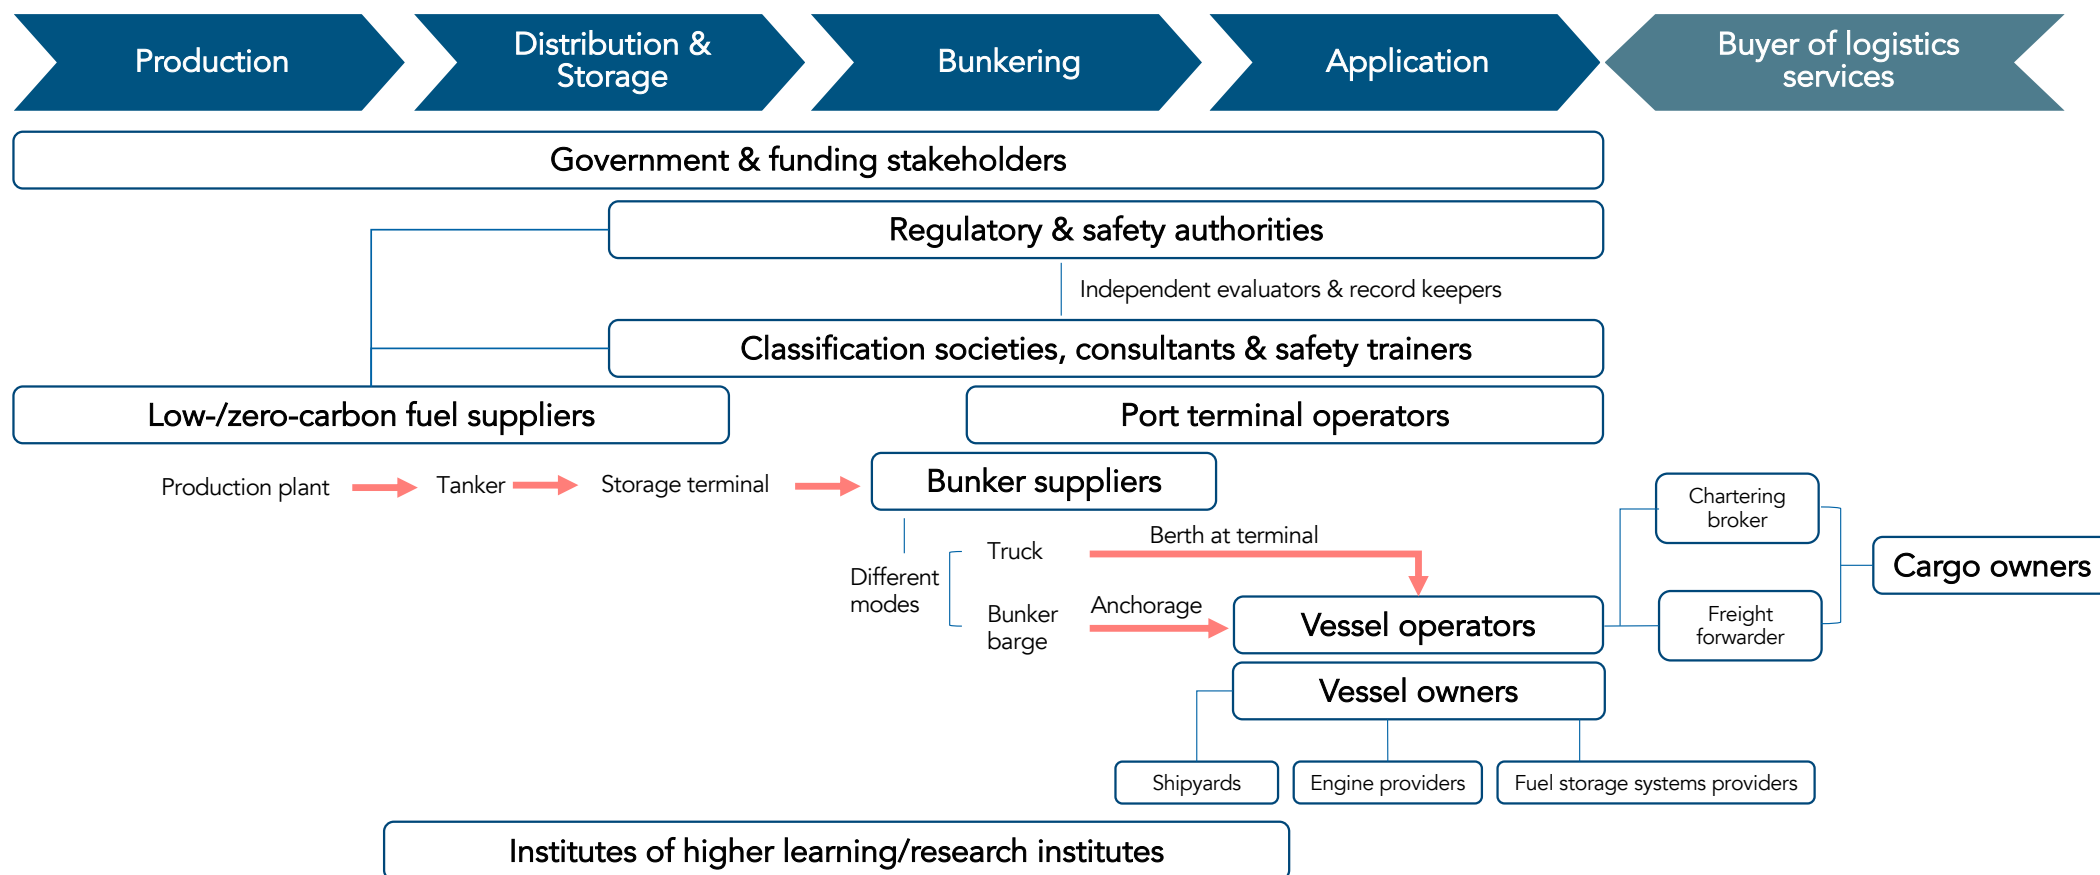 Production
Distribution &
Storage
Bunkering
Application
Buyer of logistics
services
Government & funding stakeholders
Regulatory & safety authorities
Independent evaluators & record keepers
Classification societies, consultants & safety trainers
Low-/zero-carbon fuel suppliers
Port terminal operators
Production plant
Tanker
Storage terminal
Bunker suppliers
Chartering
broker
Different
modes
Truck
Berth at terminal
Bunker
barge
Anchorage
Vessel operators
Freight
forwarder
Cargo owners
Vessel owners
Shipyards
Engine providers
Fuel storage systems providers
Institutes of higher learning/research institutes